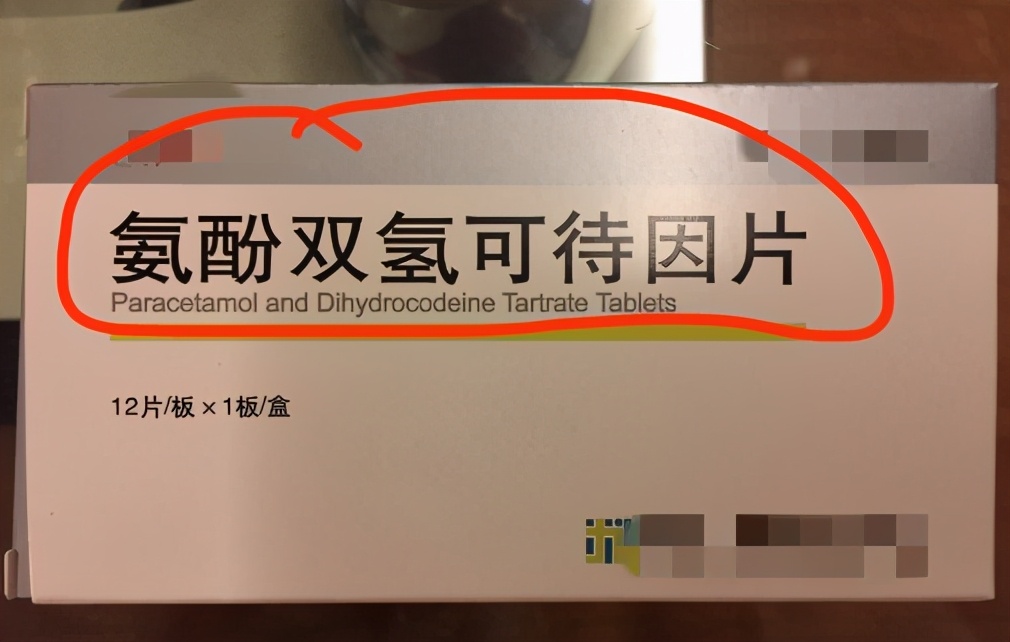 氨酚双氢可待因片
Paracetamol and Dihydrocodeine Tartrate Tablets
12片/板×1板/盒